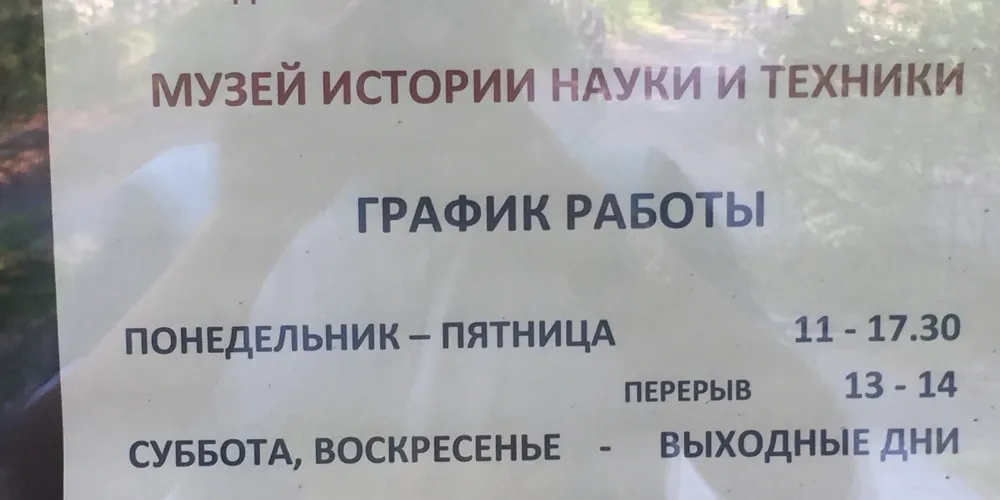 МУЗЕЙ ИСТОРИИ НАУКИ И ТЕХНИКИ
ГРАФИК РАБОТЫ
ПОНЕДЕЛЬНИК – ПЯТНИЦА 11 - 17.30
ПЕРЕРЫВ 13 - 14
СУББОТА, ВОСКРЕСЕНЬЕ - ВЫХОДНЫЕ ДНИ